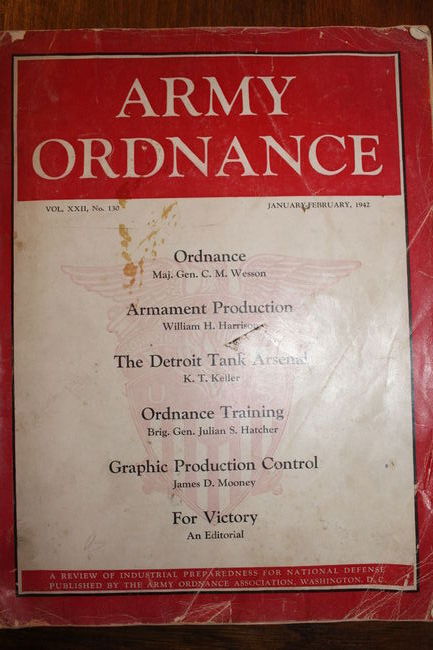 ARMY
ORDNANCE
VOL. XXII, No. 130 JANUARY-FEBRUARY, 1942
Ordnance
Maj. Gen. C. M. Wesson
Armament Production
William H. Harrison
The Detroit Tank Arsenal
K. T. Keller
Ordnance Training
Brig. Gen. Julian S. Hatcher
Graphic Production Control
James D. Mooney
For Victory
An Editorial
A REVIEW OF INDUSTRIAL PREPAREDNESS FOR NATIONAL DEFENSE
PUBLISHED BY THE ARMY ORDNANCE ASSOCIATION, WASHINGTON, D. C.